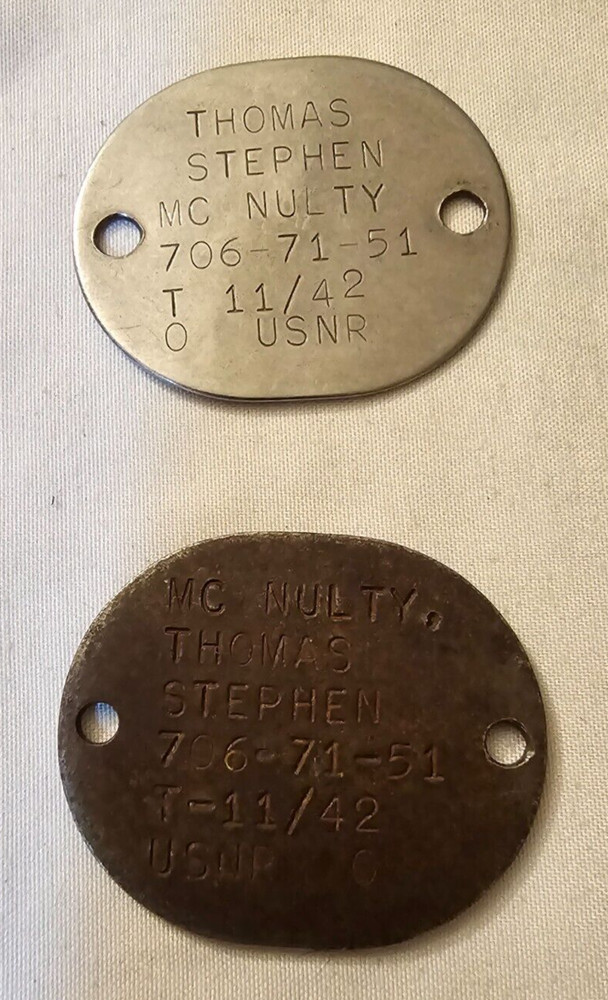 THOMAS
STEPHEN
MC NULTY
706-71-51
T 11/42
O USNR
MC NULTY,
THOMAS
STEPHEN
706-71-51
T-11/42
USNR O